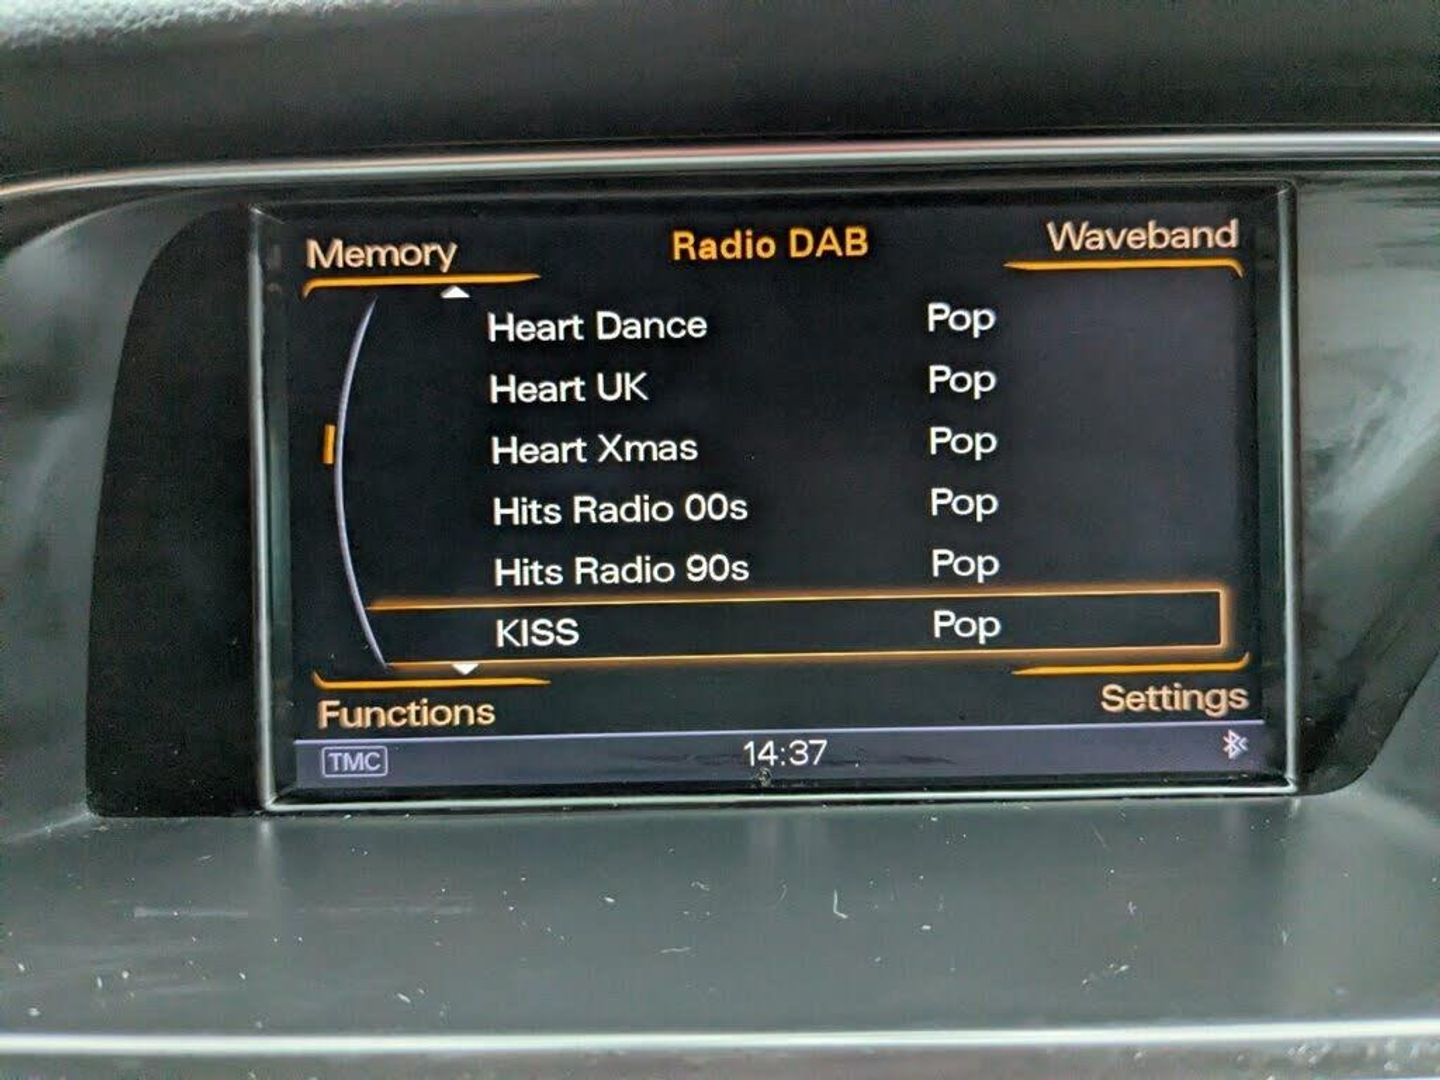 Memory Radio DAB Waveband
Heart Dance Pop
Heart UK Pop
Heart Xmas Pop
Hits Radio 00s Pop
Hits Radio 90s Pop
KISS Pop
Functions Settings
TMC 14:37